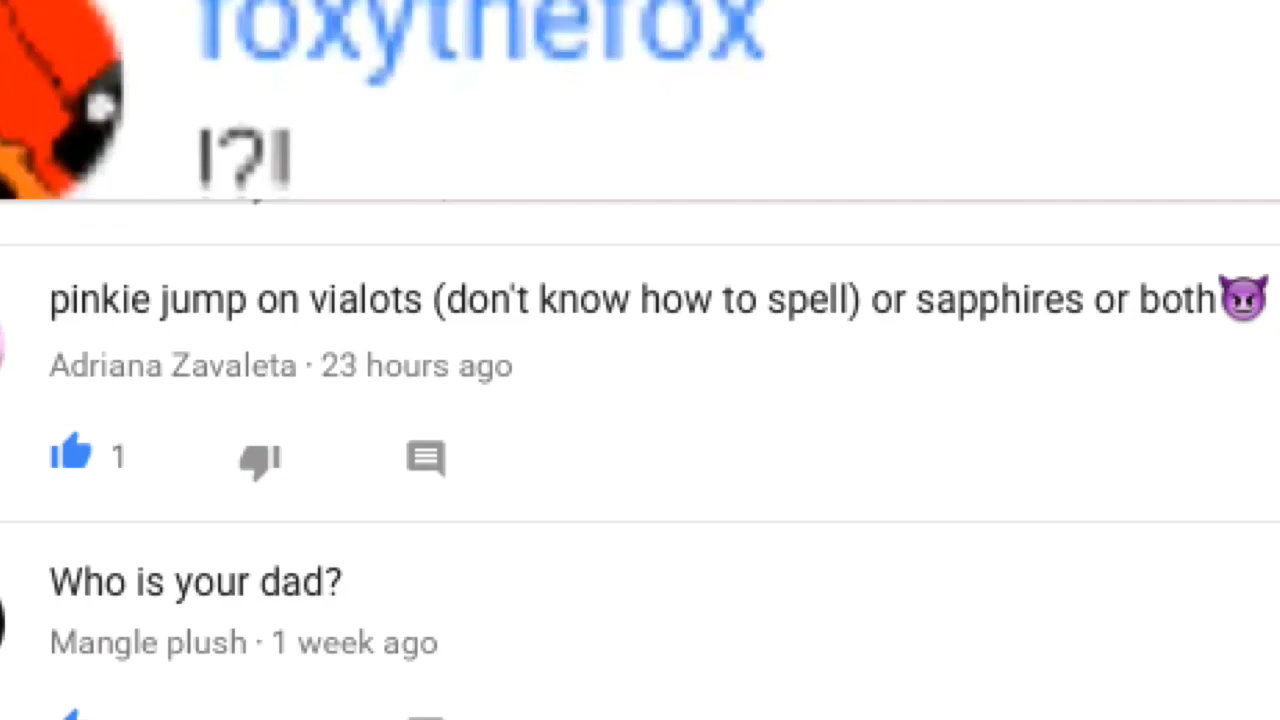 foxythefox
!?!
pinkie jump on vialots (don't know how to spell) or sapphires or both😈
Adriana Zavaleta · 23 hours ago
1
Who is your dad?
Mangle plush · 1 week ago